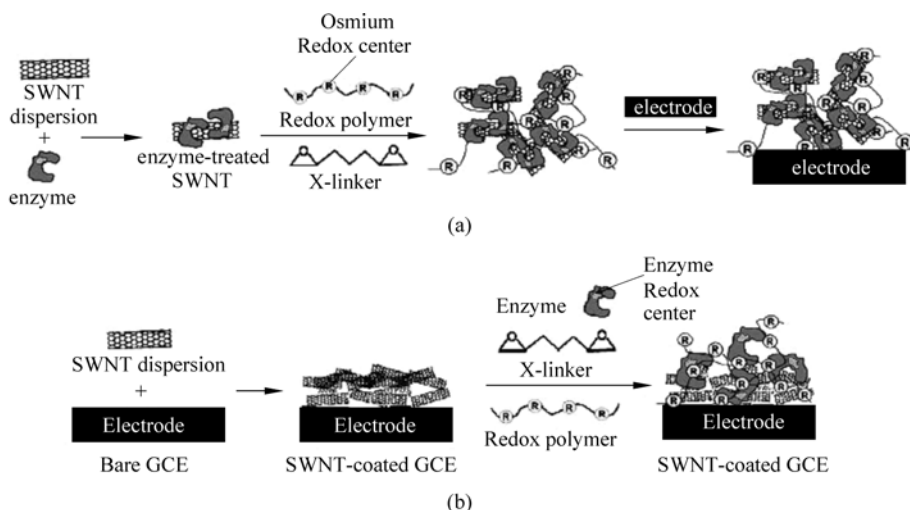 Osmium
Redox center
R R R R
Redox polymer
X-linker
SWNT
dispersion
+
enzyme
enzyme-treated
SWNT
electrode
electrode
(a)
SWNT dispersion
+
Electrode
Bare GCE
Electrode
SWNT-coated GCE
Enzyme
Enzyme
Redox
center
X-linker
R R R R
Redox polymer
Electrode
SWNT-coated GCE
(b)